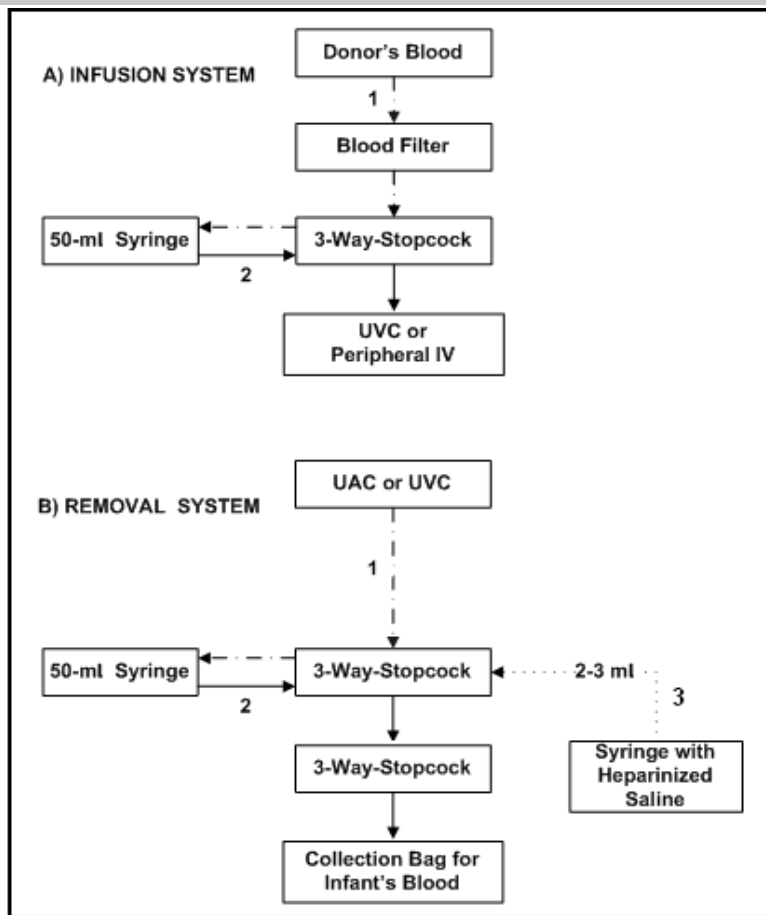 Donor's Blood
A) INFUSION SYSTEM
1
Blood Filter
50-ml Syringe
3-Way-Stopcock
2
UVC or
Peripheral IV
UAC or UVC
B) REMOVAL SYSTEM
1
50-ml Syringe
3-Way-Stopcock
2-3 ml
2
3
3-Way-Stopcock
Syringe with
Heparinized
Saline
Collection Bag for
Infant's Blood